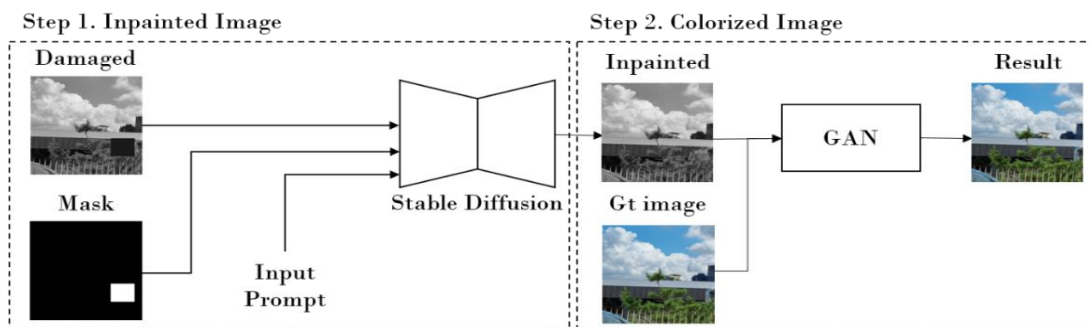 Step 1. Inpainted Image
Damaged
Mask
Input
Prompt
Stable Diffusion
Step 2. Colorized Image
Inpainted
Gt image
GAN
Result